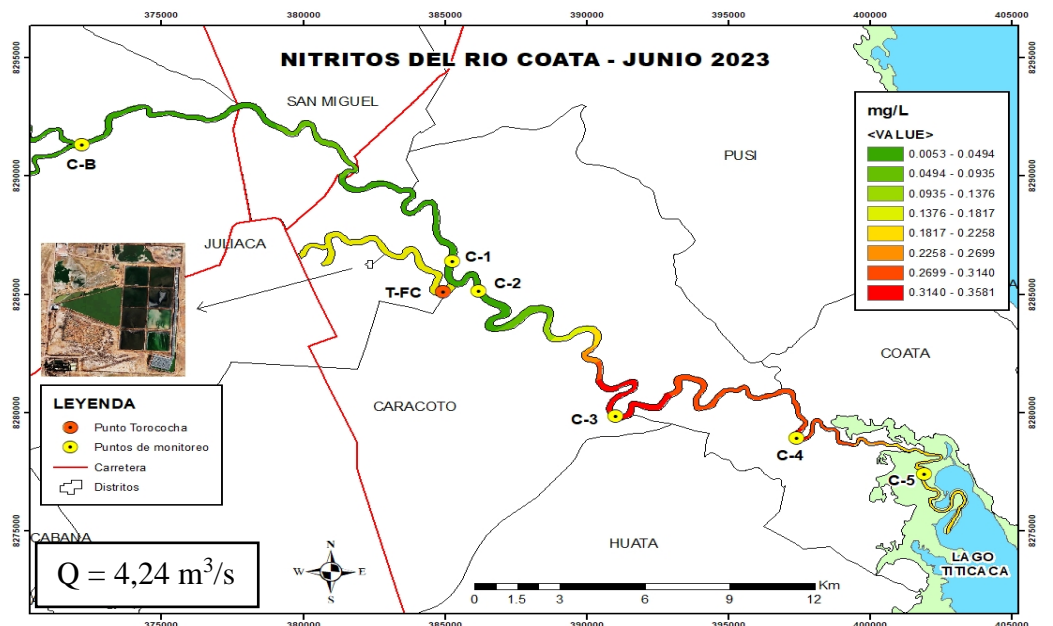 375000 380000 385000 390000 395000 400000 405000
NITRITOS DEL RIO COATA - JUNIO 2023
8295000
8295000
SAN MIGUEL
mg/L
<VALUE>
0.0053 - 0.0494
0.0494 - 0.0935
0.0935 - 0.1376
0.1376 - 0.1817
0.1817 - 0.2258
0.2258 - 0.2699
0.2699 - 0.3140
0.3140 - 0.3581
PUSI
C-B
8290000
8290000
JULIACA
C-1
C-2
T-FC
8285000
8285000
COATA
CARACOTO
LEYENDA
Punto Torococha
Puntos de monitoreo
Carretera
Distritos
8280000
8280000
C-3
C-4
C-5
8275000
8275000
CABANA
HUATA
LAGO
TITICACA
Q = 4,24 m³/s
N
W E
S
Km
0 1.5 3 6 9 12
375000 380000 385000 390000 395000 400000 405000